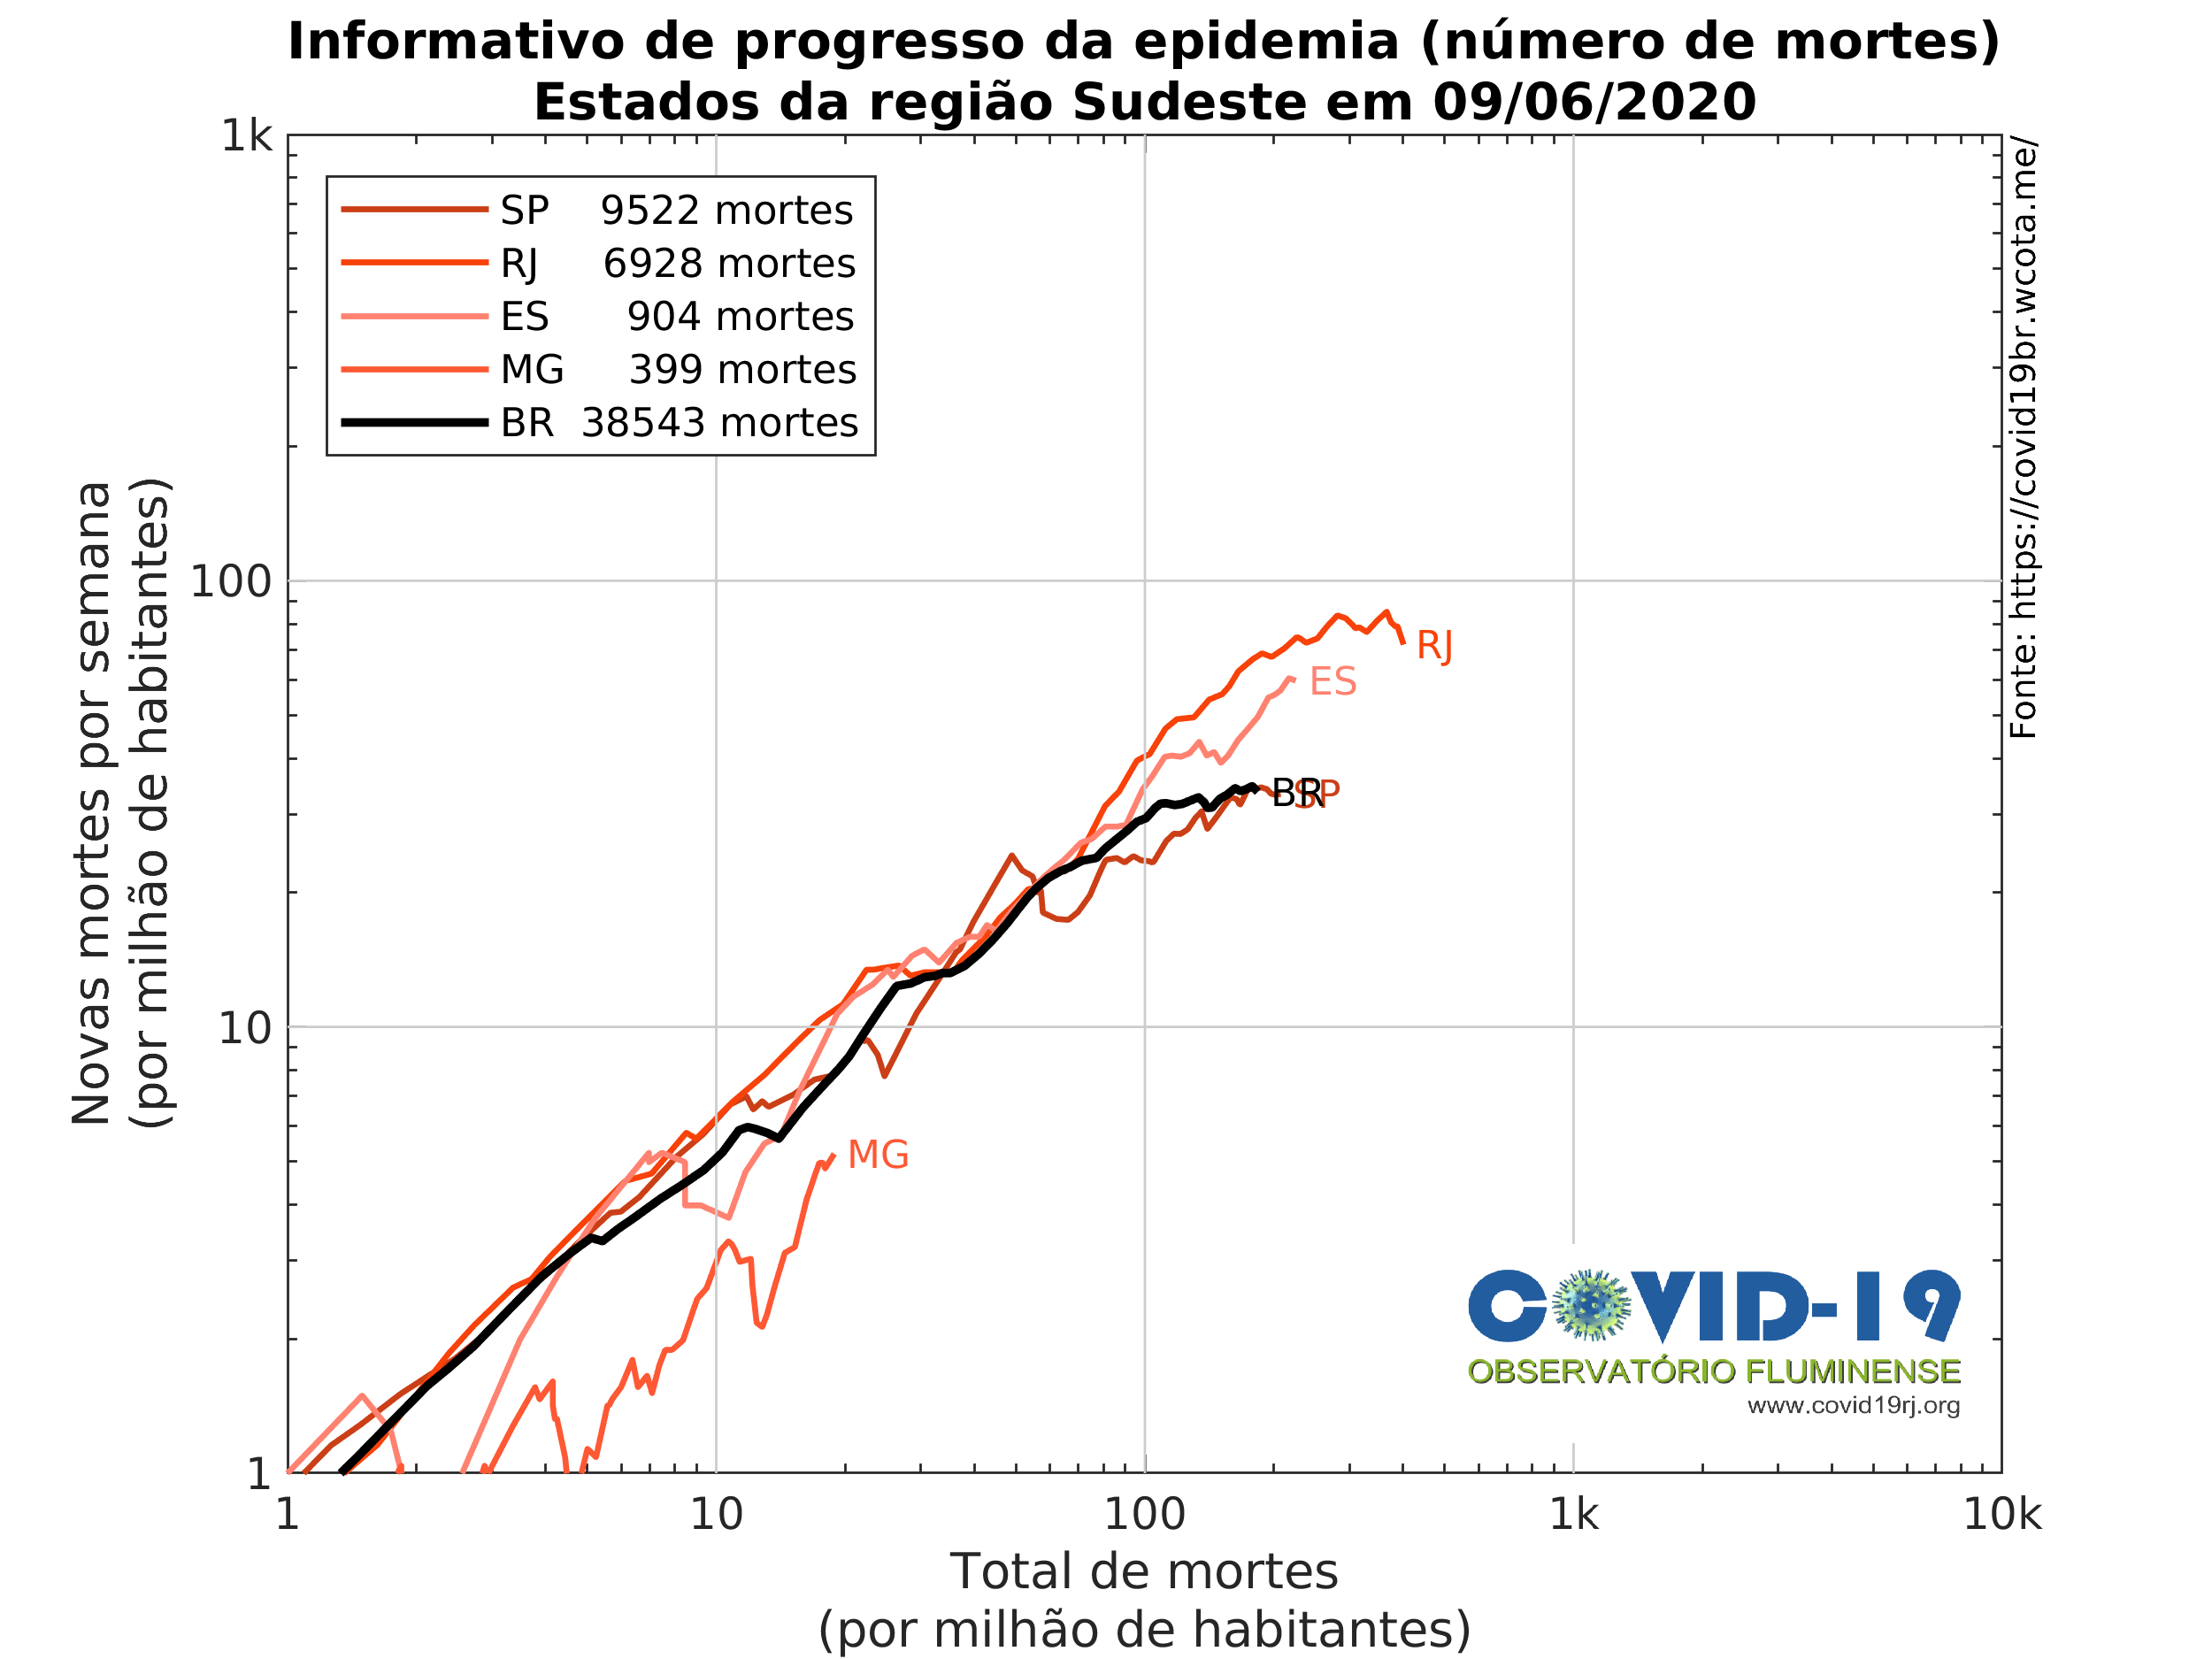 Informativo de progresso da epidemia (número de mortes)
Estados da região Sudeste em 09/06/2020
1k
100
10
1
Novas mortes por semana
(por milhão de habitantes)
SP 9522 mortes
RJ 6928 mortes
ES 904 mortes
MG 399 mortes
BR 38543 mortes
RJ
ES
BR
SP
MG
Fonte: https://covid19br.wcota.me/
COVID-19
OBSERVATÓRIO FLUMINENSE
www.covid19rj.org
1
10
100
1k
10k
Total de mortes
(por milhão de habitantes)